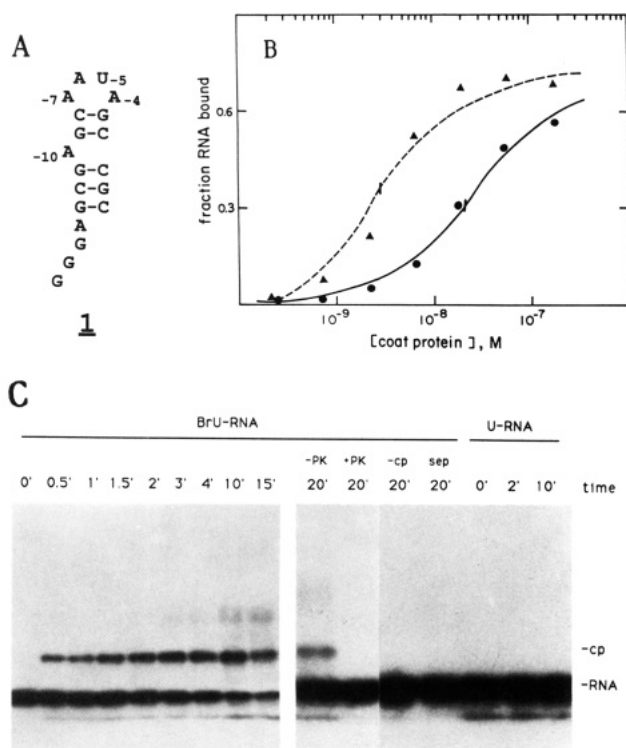 A
A U-5
-7 A A-4
C G
G C
-10 A
G C
C G
G C
A
G
G
1
B
fraction RNA bound
0.6
0.3
10⁻⁹ 10⁻⁸ 10⁻⁷
[coat protein], M
C
BrU-RNA U-RNA
-PK +PK -cp sep
0' 0.5' 1' 1.5' 2' 3' 4' 10' 15' 20' 20' 20' 20' 0' 2' 10' time
-cp
-RNA